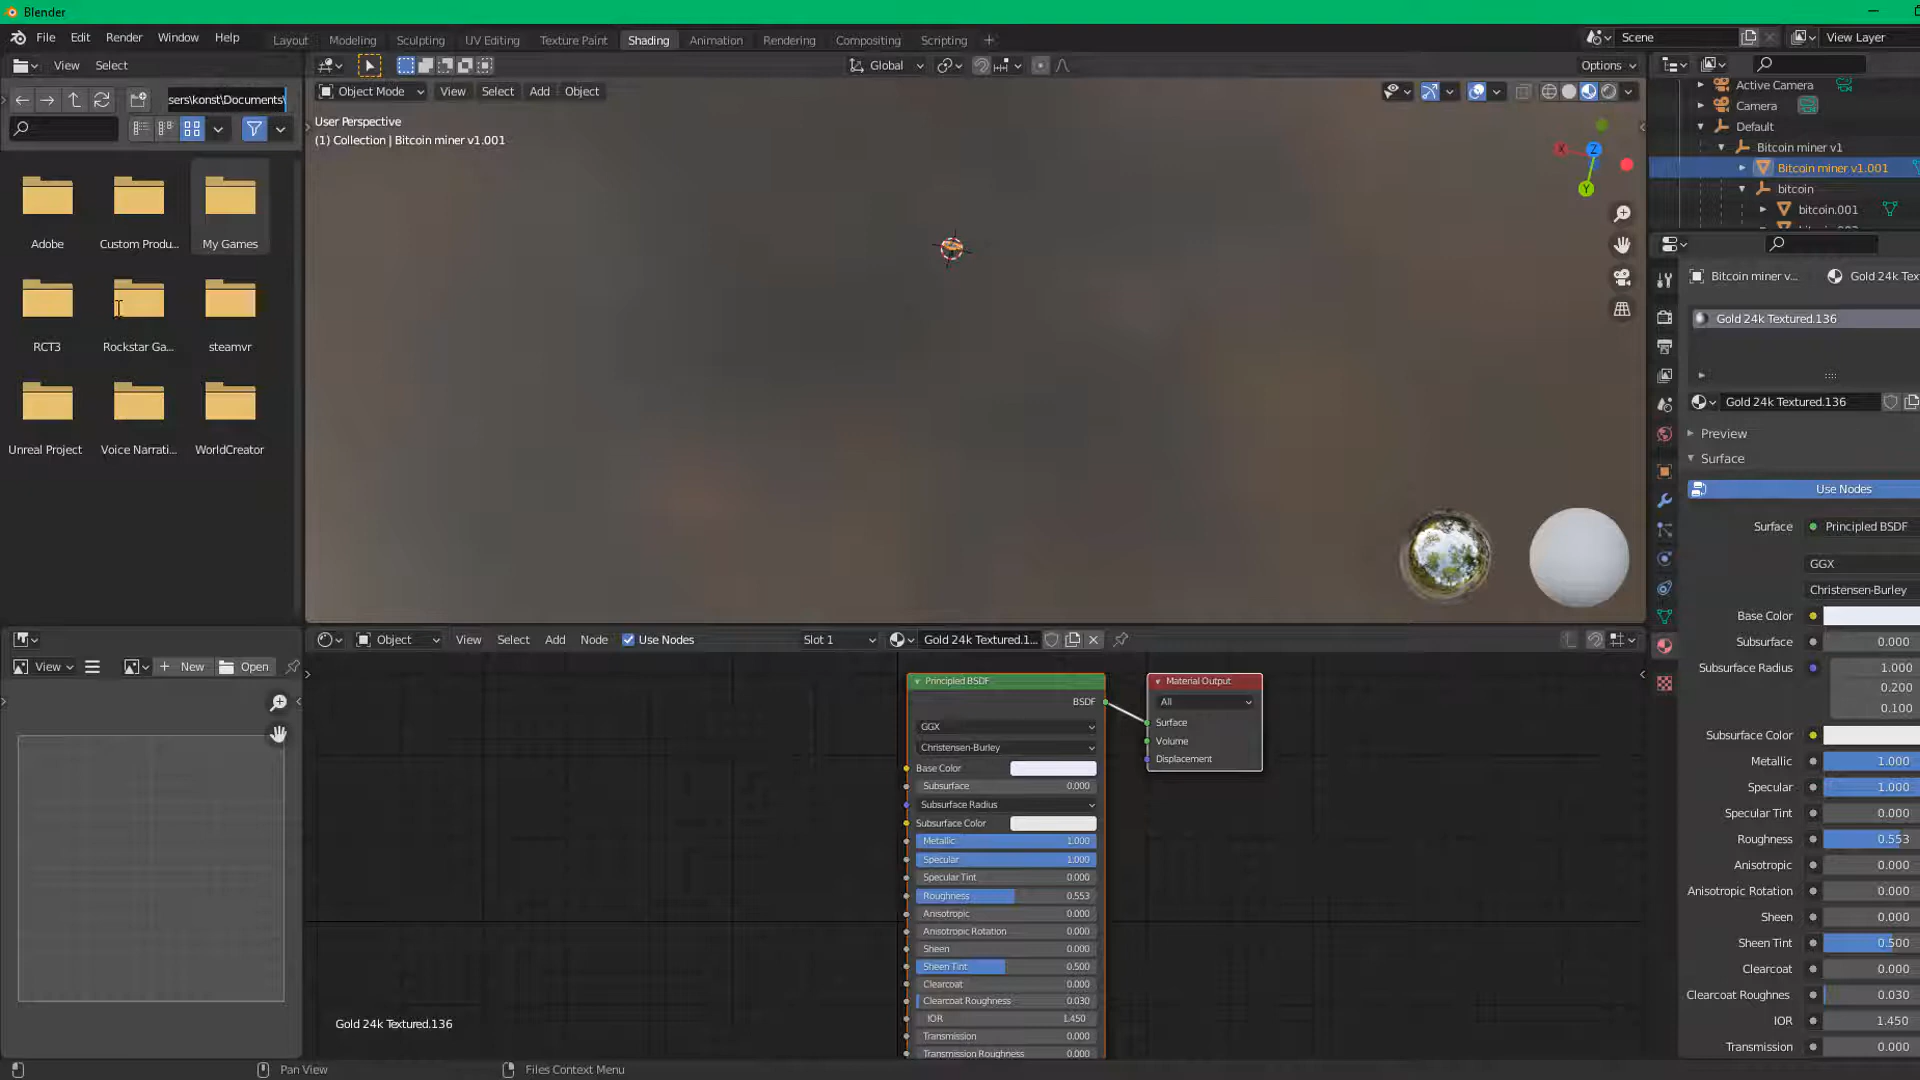 Blender
File Edit Render Window Help
Layout Modeling Sculpting UV Editing Texture Paint Shading Animation Rendering Compositing Scripting
Scene
View Layer
View Select
Global
Options
sers\konst\Documents\
Object Mode View Select Add Object
User Perspective
(1) Collection | Bitcoin miner v1.001
X
Z
Y
Adobe
Custom Produ...
My Games
RCT3
Rockstar Ga...
steamvr
Unreal Project
Voice Narrati...
WorldCreator
Active Camera
Camera
Default
Bitcoin miner v1
Bitcoin miner v1.001
bitcoin
bitcoin.001
Bitcoin miner v...
Gold 24k Tex
Gold 24k Textured.136
Gold 24k Textured.136
Preview
Surface
Use Nodes
Surface Principled BSDF
GGX
Christensen-Burley
Base Color
Subsurface 0.000
Subsurface Radius 1.000
0.200
0.100
Subsurface Color
Metallic 1.000
Specular 1.000
Specular Tint 0.000
Roughness 0.553
Anisotropic 0.000
Anisotropic Rotation 0.000
Sheen 0.000
Sheen Tint 0.500
Clearcoat 0.000
Clearcoat Roughnes 0.030
IOR 1.450
Transmission 0.000
View
New
Open
Object View Select Add Node Use Nodes Slot 1 Gold 24k Textured.1...
Principled BSDF
BSDF
GGX
Christensen-Burley
Base Color
Subsurface 0.000
Subsurface Radius
Subsurface Color
Metallic 1.000
Specular 1.000
Specular Tint 0.000
Roughness 0.553
Anisotropic 0.000
Anisotropic Rotation 0.000
Sheen 0.000
Sheen Tint 0.500
Clearcoat 0.000
Clearcoat Roughness 0.030
IOR 1.450
Transmission 0.000
Transmission Roughness 0.000
Material Output
All
Surface
Volume
Displacement
Gold 24k Textured.136
Pan View
Files Context Menu